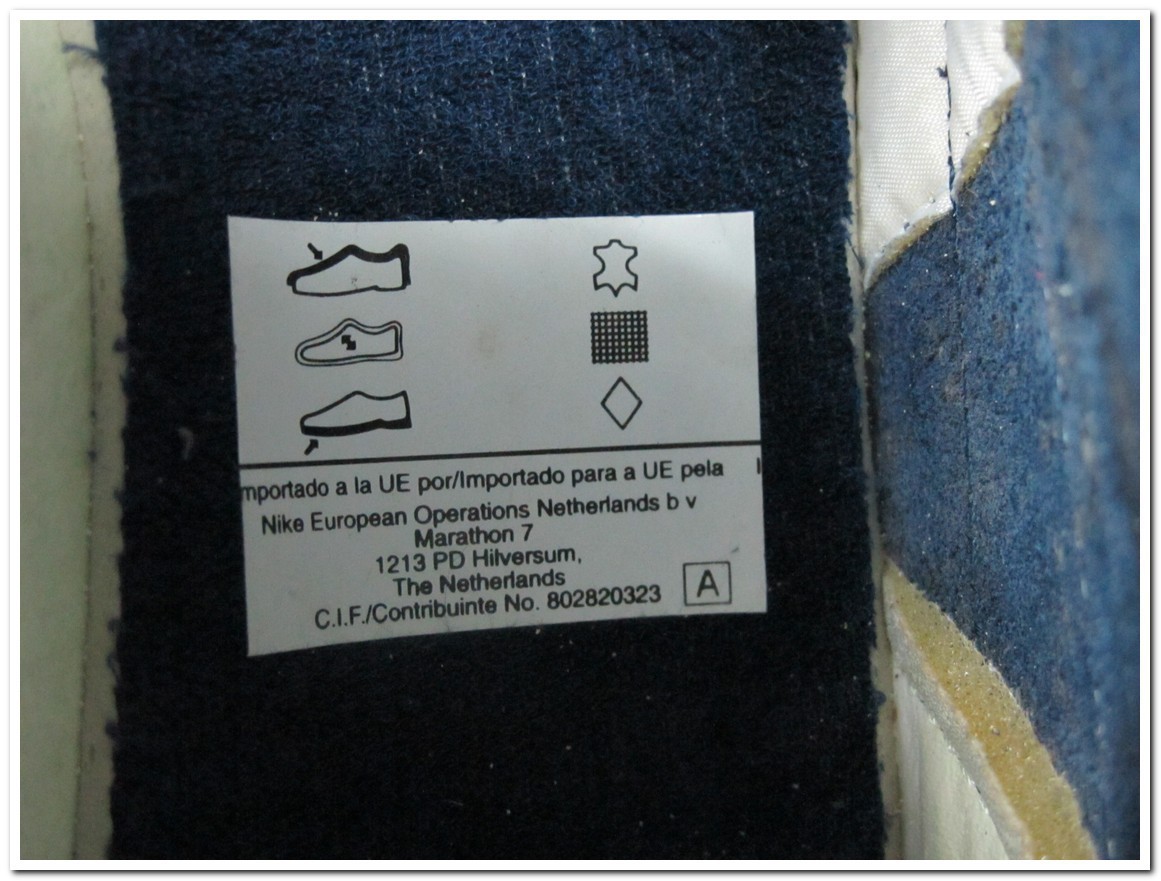 mportado a la UE por/Importado para a UE pela
Nike European Operations Netherlands b v
Marathon 7
1213 PD Hilversum,
The Netherlands
C.I.F./Contribuinte No. 802820323
A